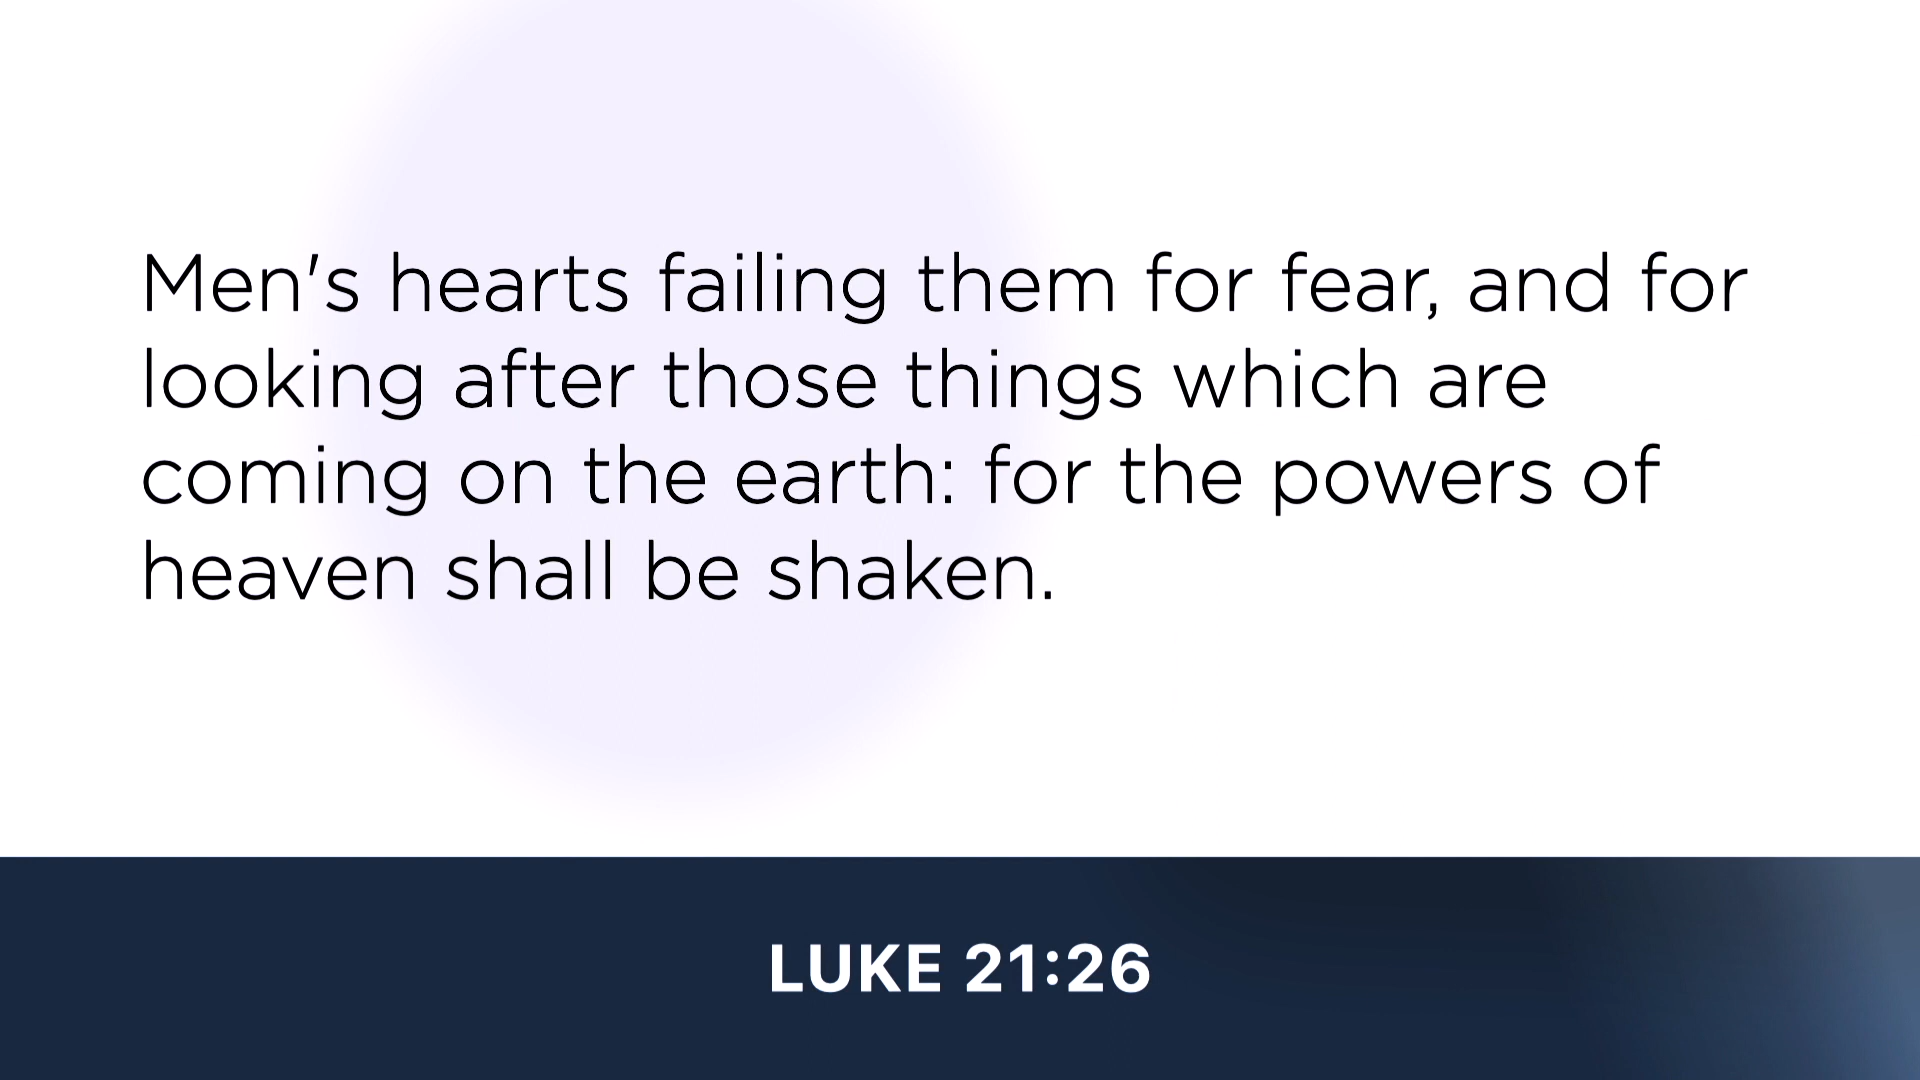 Men's hearts failing them for fear, and for
looking after those things which are
coming on the earth: for the powers of
heaven shall be shaken.
LUKE 21:26